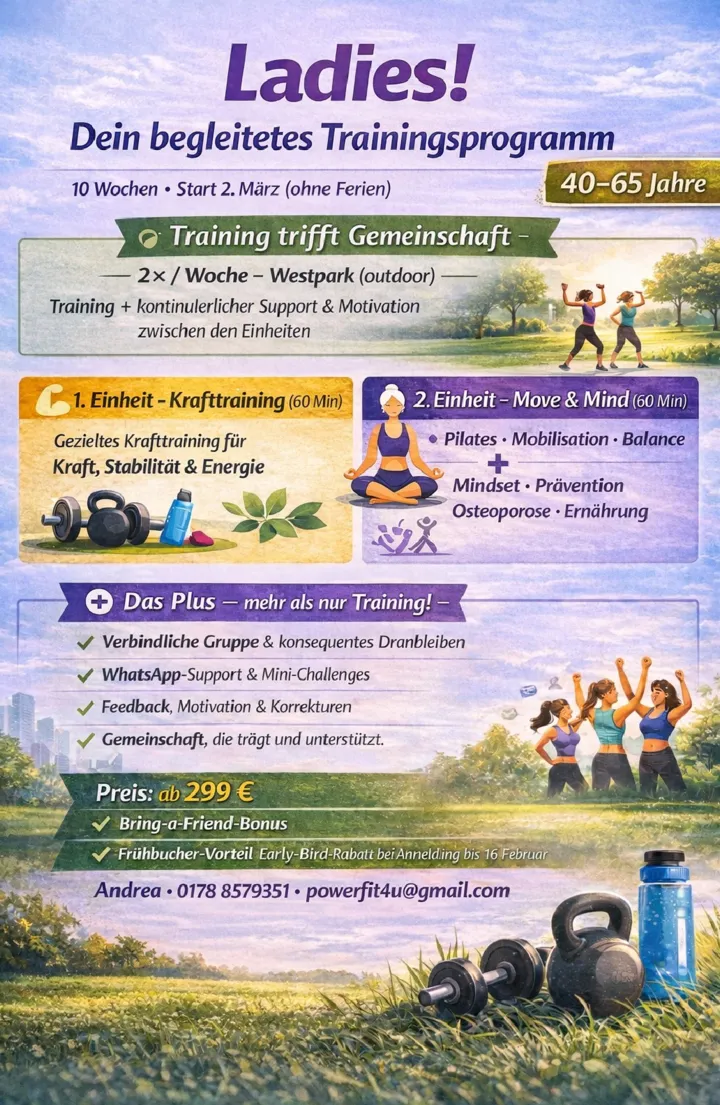 Ladies!
Dein begleitetes Trainingsprogramm
10 Wochen • Start 2. März (ohne Ferien)
40–65 Jahre
Training trifft Gemeinschaft –
2× / Woche – Westpark (outdoor)
Training + kontinulerlicher Support & Motivation
zwischen den Einheiten
1. Einheit – Krafttraining (60 Min)
Gezieltes Krafttraining für
Kraft, Stabilität & Energie
2. Einheit – Move & Mind (60 Min)
• Pilates · Mobilisation · Balance
+
Mindset · Prävention
Osteoporose · Ernährung
Das Plus — mehr als nur Training! –
Verbindliche Gruppe & konsequentes Dranbleiben
WhatsApp-Support & Mini-Challenges
Feedback, Motivation & Korrekturen
Gemeinschaft, die trägt und unterstützt.
Preis: ab 299 €
Bring-a-Friend-Bonus
Frühbucher-Vorteil Early-Bird-Rabatt bei Annelding bis 16 Februar
Andrea • 0178 8579351 • powerfit4u@gmail.com